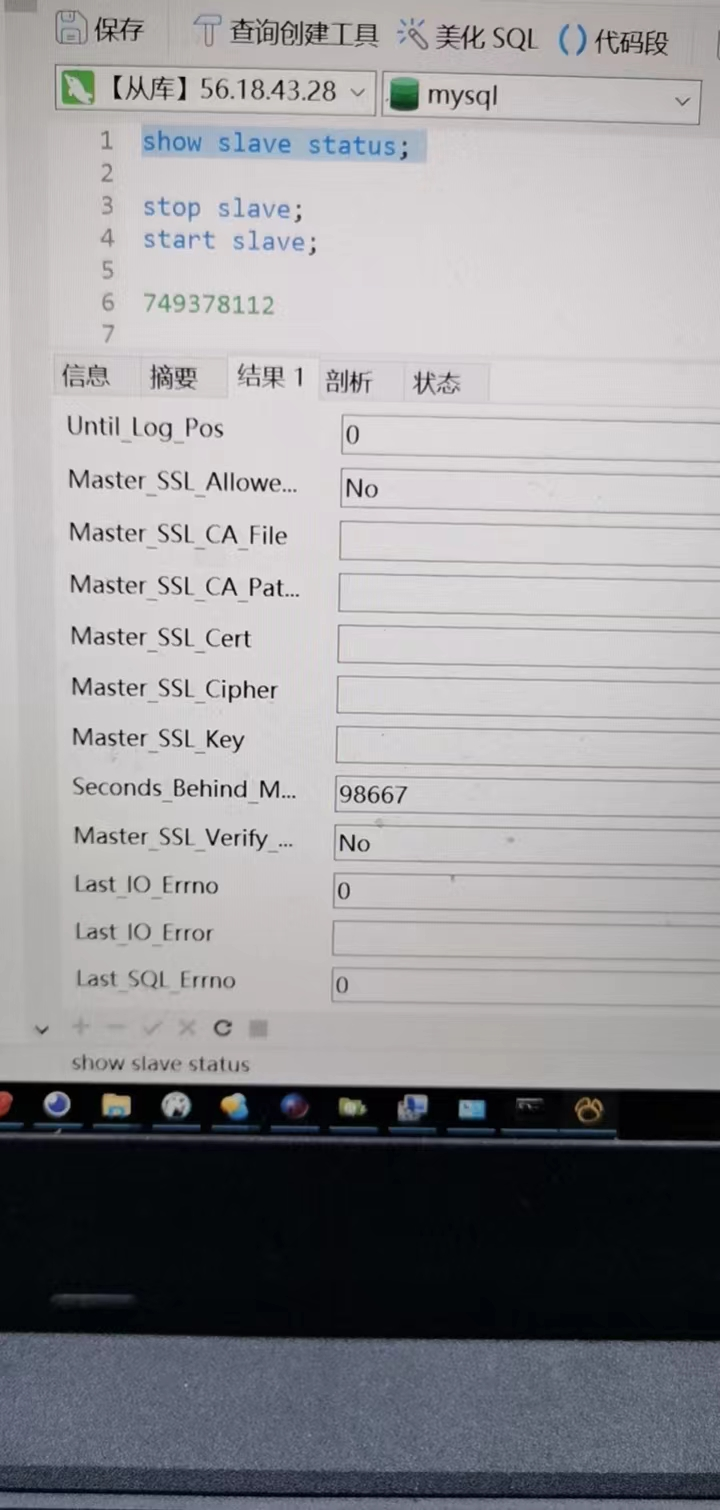 保存 查询创建工具 美化 SQL () 代码段
【从库】56.18.43.28 mysql
1 show slave status;
2
3 stop slave;
4 start slave;
5
6 749378112
7
信息 摘要 结果 1 剖析 状态
Until_Log_Pos 0
Master_SSL_Allowe... No
Master_SSL_CA_File
Master_SSL_CA_Pat...
Master_SSL_Cert
Master_SSL_Cipher
Master_SSL_Key
Seconds_Behind_M... 98667
Master_SSL_Verify_... No
Last_IO_Errno 0
Last_IO_Error
Last_SQL_Errno 0
show slave status